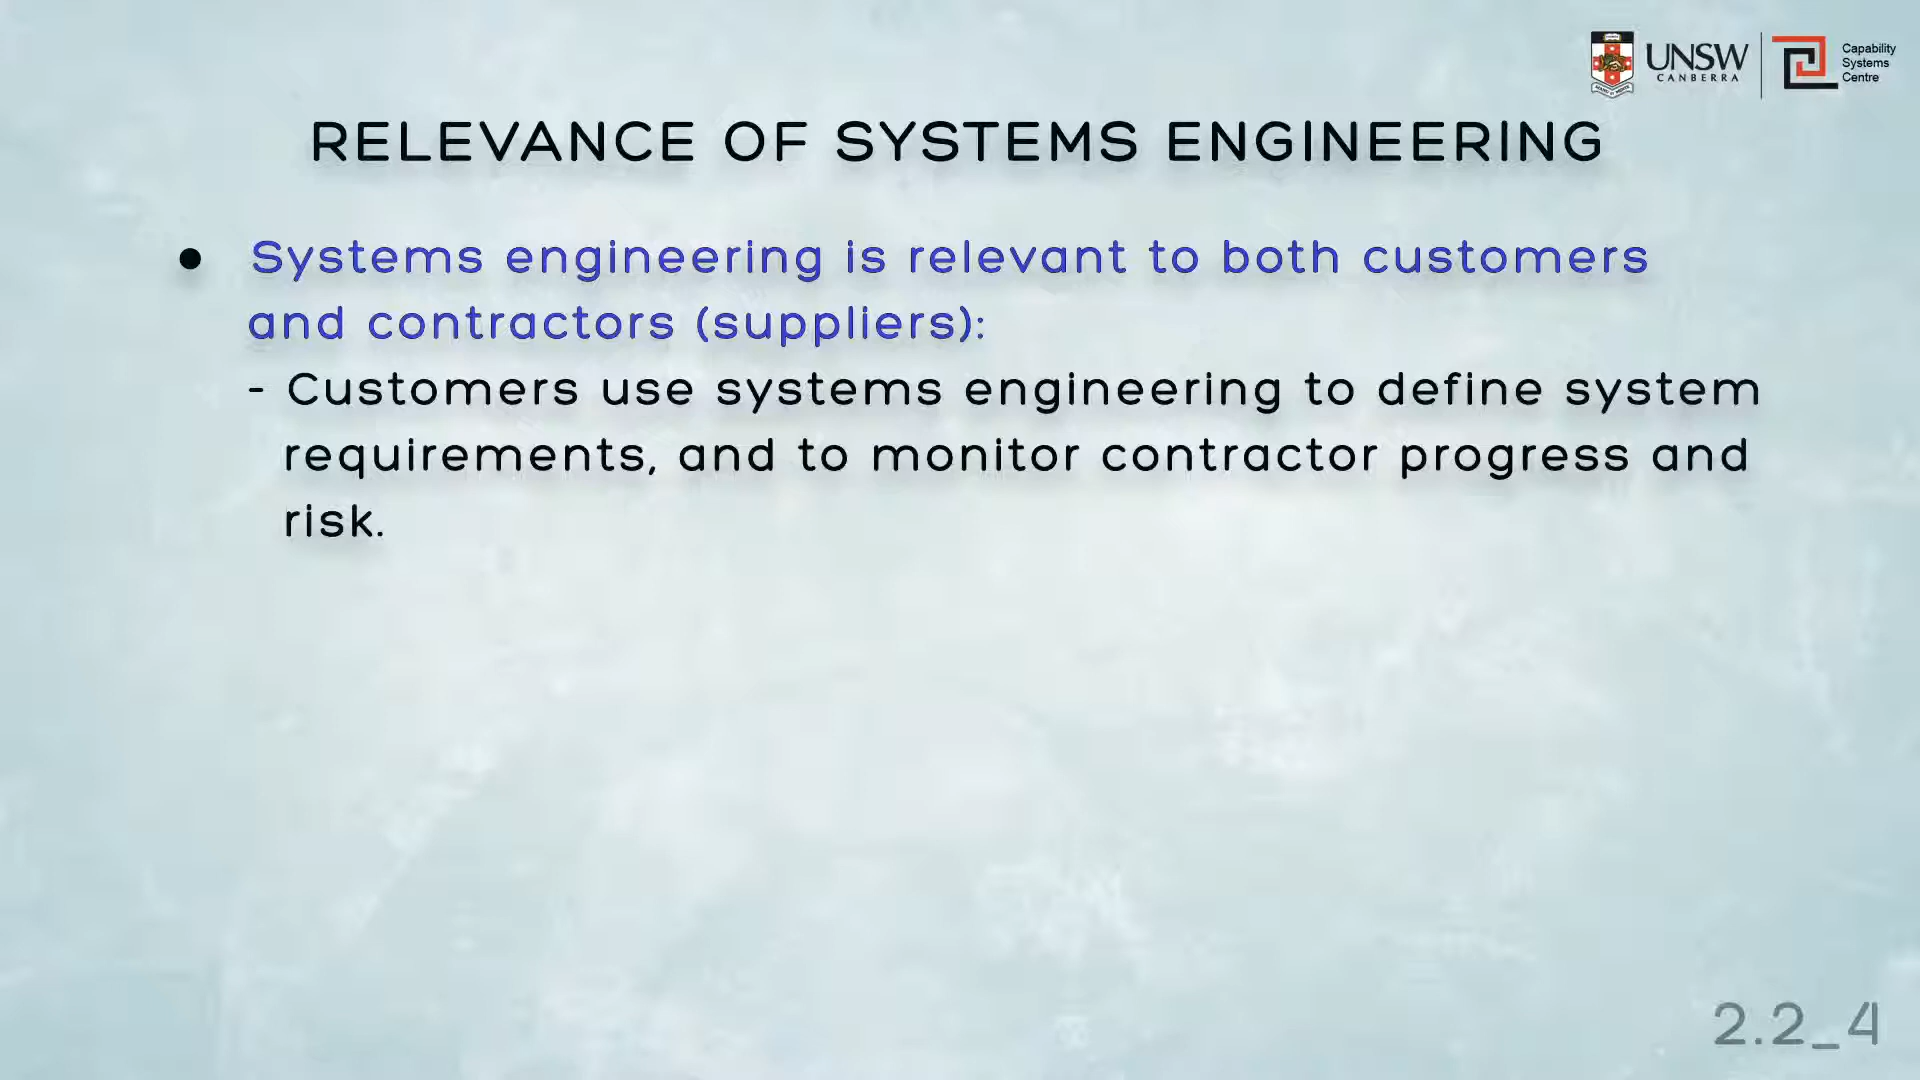 UNSW
CANBERRA
Capability
Systems
Centre
RELEVANCE OF SYSTEMS ENGINEERING
● Systems engineering is relevant to both customers
and contractors (suppliers):
- Customers use systems engineering to define system
requirements, and to monitor contractor progress and
risk.
2.2_4